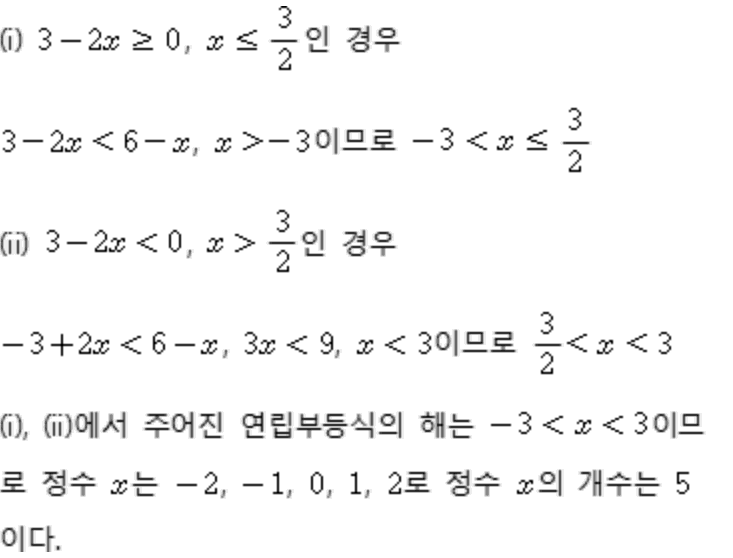 (i) 3−2x ≥ 0, x ≤ 3/2 인 경우
3−2x < 6−x, x >−3이므로 −3 < x ≤ 3/2
(ii) 3−2x < 0, x > 3/2 인 경우
−3+2x < 6−x, 3x < 9, x < 3이므로 3/2 < x < 3
(i), (ii)에서 주어진 연립부등식의 해는 −3 < x < 3이므
로 정수 x는 −2, −1, 0, 1, 2로 정수 x의 개수는 5
이다.